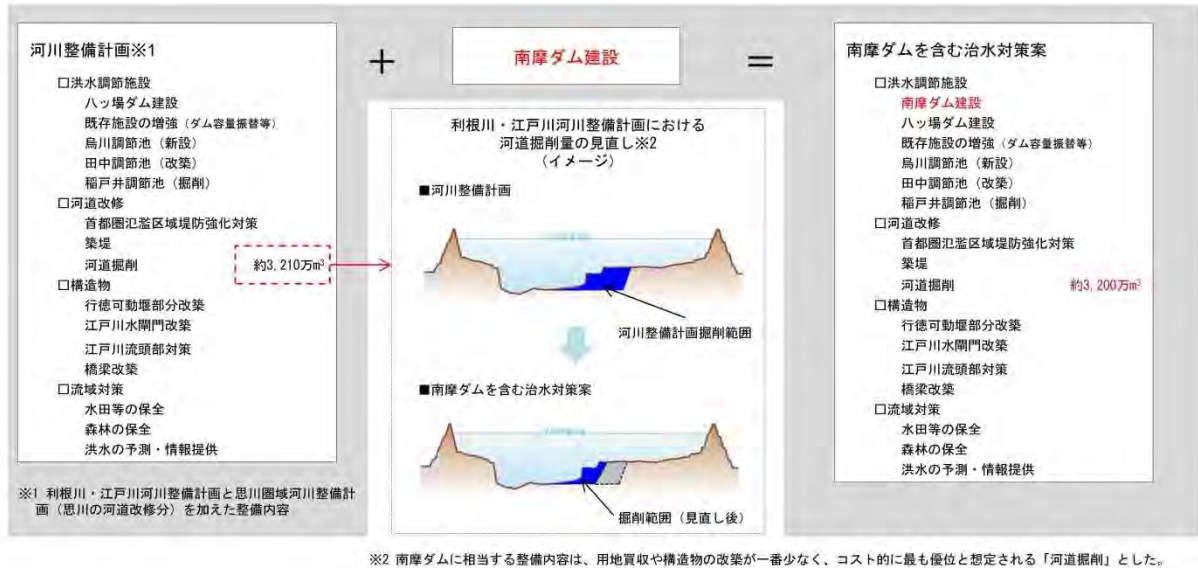 河川整備計画※1
□洪水調節施設
八ッ場ダム建設
既存施設の増強（ダム容量振替等）
烏川調節池（新設）
田中調節池（改築）
稲戸井調節池（掘削）
□河道改修
首都圏氾濫区域堤防強化対策
築堤
河道掘削 約3,210万m³
□構造物
行徳可動堰部分改築
江戸川水閘門改築
江戸川流頭部対策
橋梁改築
□流域対策
水田等の保全
森林の保全
洪水の予測・情報提供
※1 利根川・江戸川河川整備計画と思川圏域河川整備計
画（思川の河道改修分）を加えた整備内容
+
南摩ダム建設
=
利根川・江戸川河川整備計画における
河道掘削量の見直し※2
（イメージ）
■河川整備計画
河川整備計画掘削範囲
■南摩ダムを含む治水対策案
掘削範囲（見直し後）
南摩ダムを含む治水対策案
□洪水調節施設
南摩ダム建設
八ッ場ダム建設
既存施設の増強（ダム容量振替等）
烏川調節池（新設）
田中調節池（改築）
稲戸井調節池（掘削）
□河道改修
首都圏氾濫区域堤防強化対策
築堤
河道掘削 約3,200万m³
□構造物
行徳可動堰部分改築
江戸川水閘門改築
江戸川流頭部対策
橋梁改築
□流域対策
水田等の保全
森林の保全
洪水の予測・情報提供
※2 南摩ダムに相当する整備内容は、用地買収や構造物の改築が一番少なく、コスト的に最も優位と想定される「河道掘削」とした。